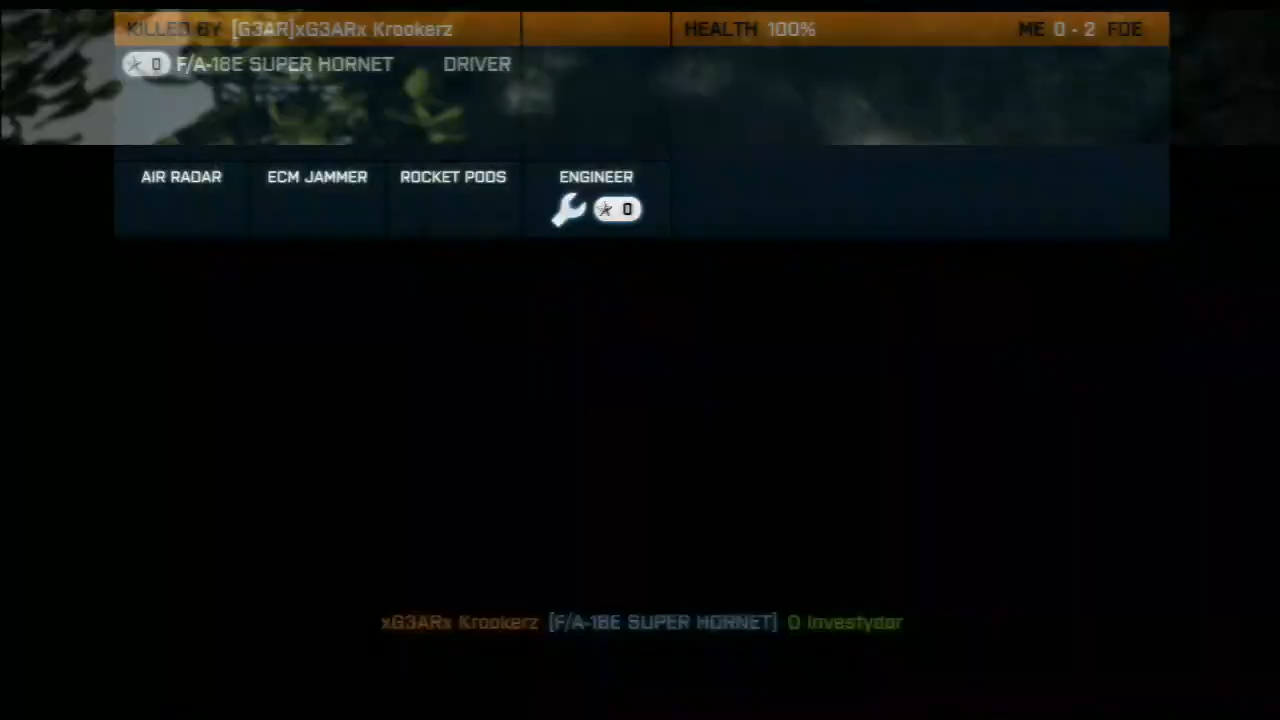 KILLED BY [G3AR]xG3ARx Krookerz HEALTH 100% ME 0 - 2 FOE
0 F/A-18E SUPER HORNET DRIVER
AIR RADAR ECM JAMMER ROCKET PODS ENGINEER
0
xG3ARx Krookerz [F/A-18E SUPER HORNET] O Investydor